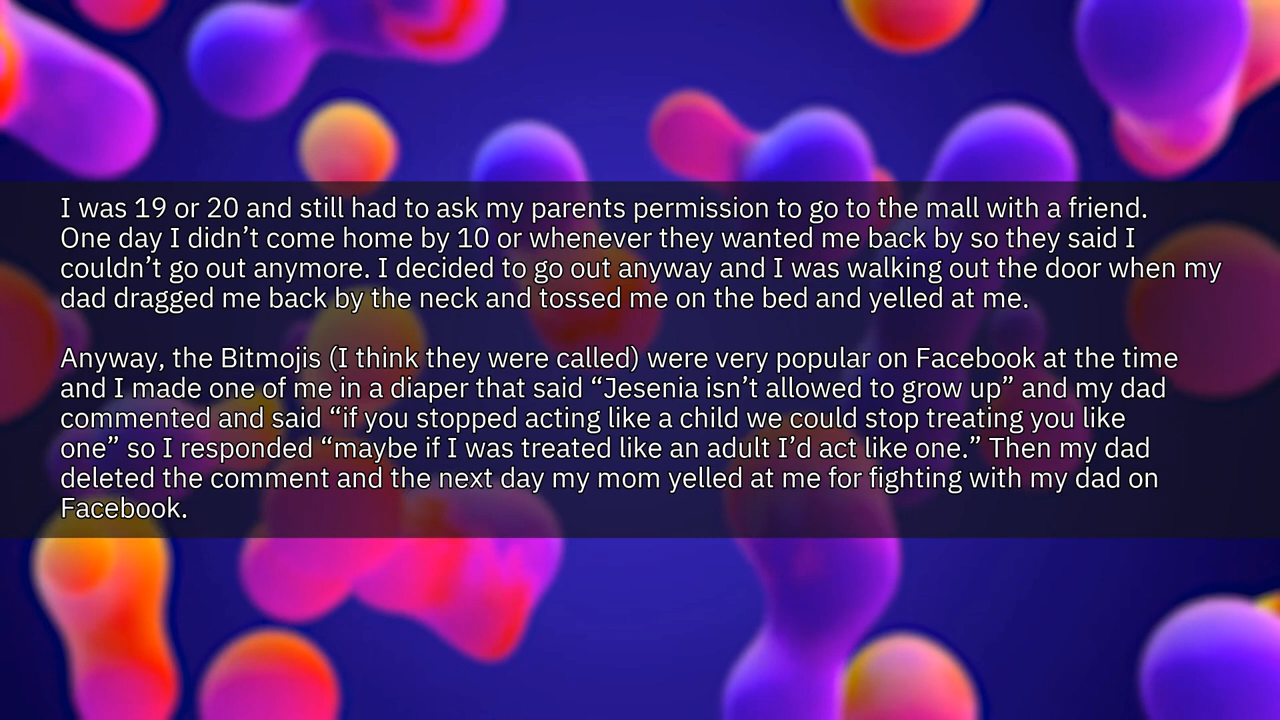 I was 19 or 20 and still had to ask my parents permission to go to the mall with a friend.
One day I didn’t come home by 10 or whenever they wanted me back by so they said I
couldn’t go out anymore. I decided to go out anyway and I was walking out the door when my
dad dragged me back by the neck and tossed me on the bed and yelled at me.
Anyway, the Bitmojis (I think they were called) were very popular on Facebook at the time
and I made one of me in a diaper that said “Jesenia isn’t allowed to grow up” and my dad
commented and said “if you stopped acting like a child we could stop treating you like
one” so I responded “maybe if I was treated like an adult I’d act like one.” Then my dad
deleted the comment and the next day my mom yelled at me for fighting with my dad on
Facebook.